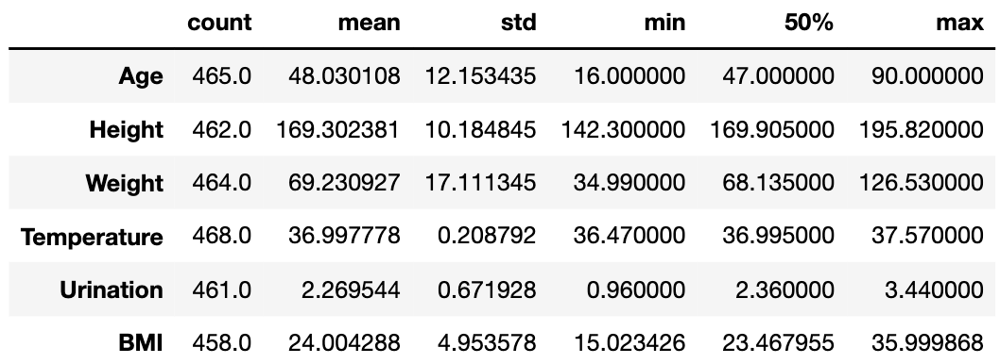 count mean std min 50% max
Age 465.0 48.030108 12.153435 16.000000 47.000000 90.000000
Height 462.0 169.302381 10.184845 142.300000 169.905000 195.820000
Weight 464.0 69.230927 17.111345 34.990000 68.135000 126.530000
Temperature 468.0 36.997778 0.208792 36.470000 36.995000 37.570000
Urination 461.0 2.269544 0.671928 0.960000 2.360000 3.440000
BMI 458.0 24.004288 4.953578 15.023426 23.467955 35.999868